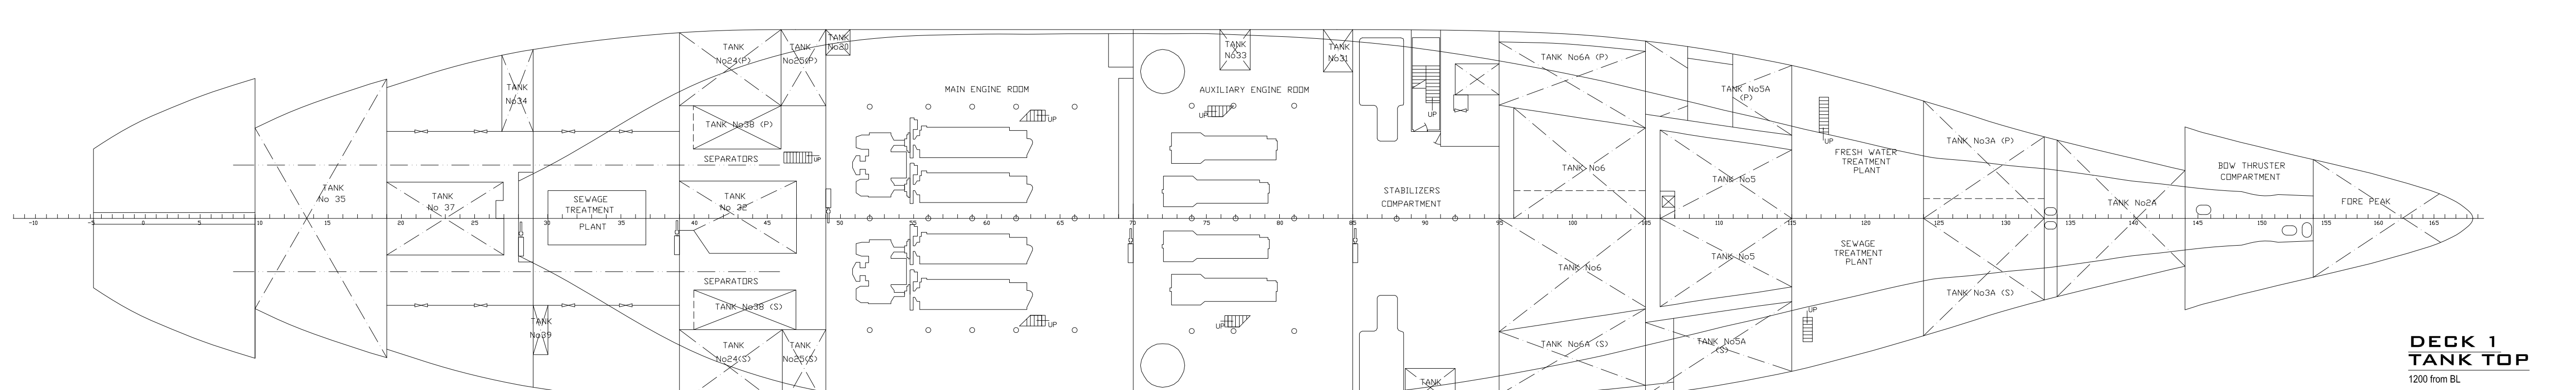 TANK
No34
TANK
No24(P)
TANK
No25(P)
TANK
No20
TANK No38 (P)
SEPARATORS
UP
MAIN ENGINE ROOM
UP
TANK
No33
AUXILIARY ENGINE ROOM
UP
TANK
No31
UP
TANK No6A (P)
TANK No5A
(P)
UP
TANK
No 35
TANK
No 37
SEWAGE
TREATMENT
PLANT
TANK
No 32
STABILIZERS
COMPARTMENT
TANK No6
TANK No5
FRESH WATER
TREATMENT
PLANT
TANK No3A (P)
TANK No2A
BOW THRUSTER
COMPARTMENT
FORE PEAK
-10 -5 0 5 10 15 20 25 30 35 40 45 50 55 60 65 70 75 80 85 90 95 100 105 110 115 120 125 130 135 140 145 150 155 160 165
TANK No6
TANK No5
SEWAGE
TREATMENT
PLANT
TANK No3A (S)
SEPARATORS
TANK No38 (S)
TANK
No39
TANK
No24(S)
TANK
No25(S)
UP
UP
TANK No6A (S)
TANK No5A
(S)
UP
TANK
DECK 1
TANK TOP
1200 from BL